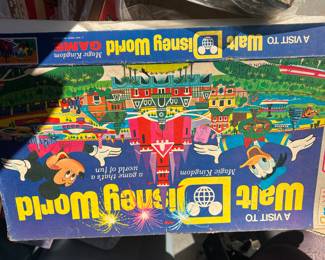 A VISIT TO
Walt Disney World
Magic Kingdom
GAME
A VISIT TO
Walt Disney World
Magic Kingdom
a game that's a
world of fun